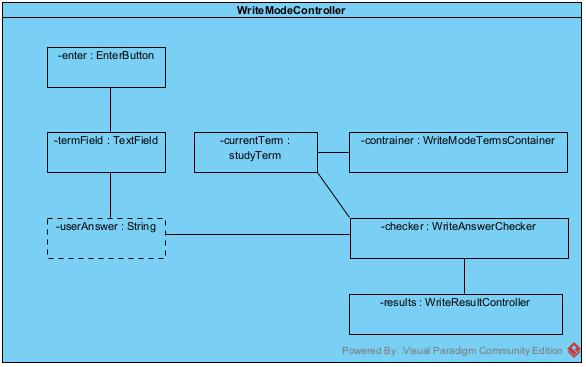 WriteModeController
-enter : EnterButton
-termField : TextField
-currentTerm :
studyTerm
-contrainer : WriteModeTermsContainer
-userAnswer : String
-checker : WriteAnswerChecker
-results : WriteResultController
Powered By Visual Paradigm Community Edition